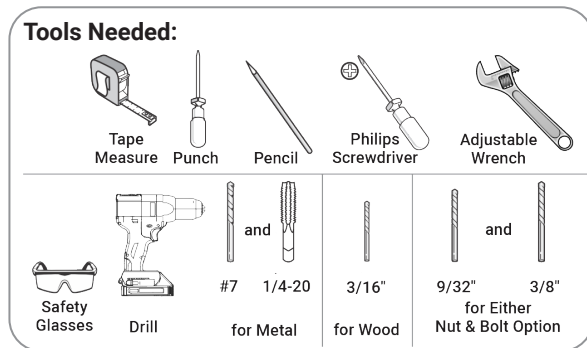 Tools Needed:
Tape
Measure
Punch
Pencil
Philips
Screwdriver
Adjustable
Wrench
Safety
Glasses
Drill
and
#7
1/4-20
for Metal
3/16"
for Wood
and
9/32"
3/8"
for Either
Nut & Bolt Option